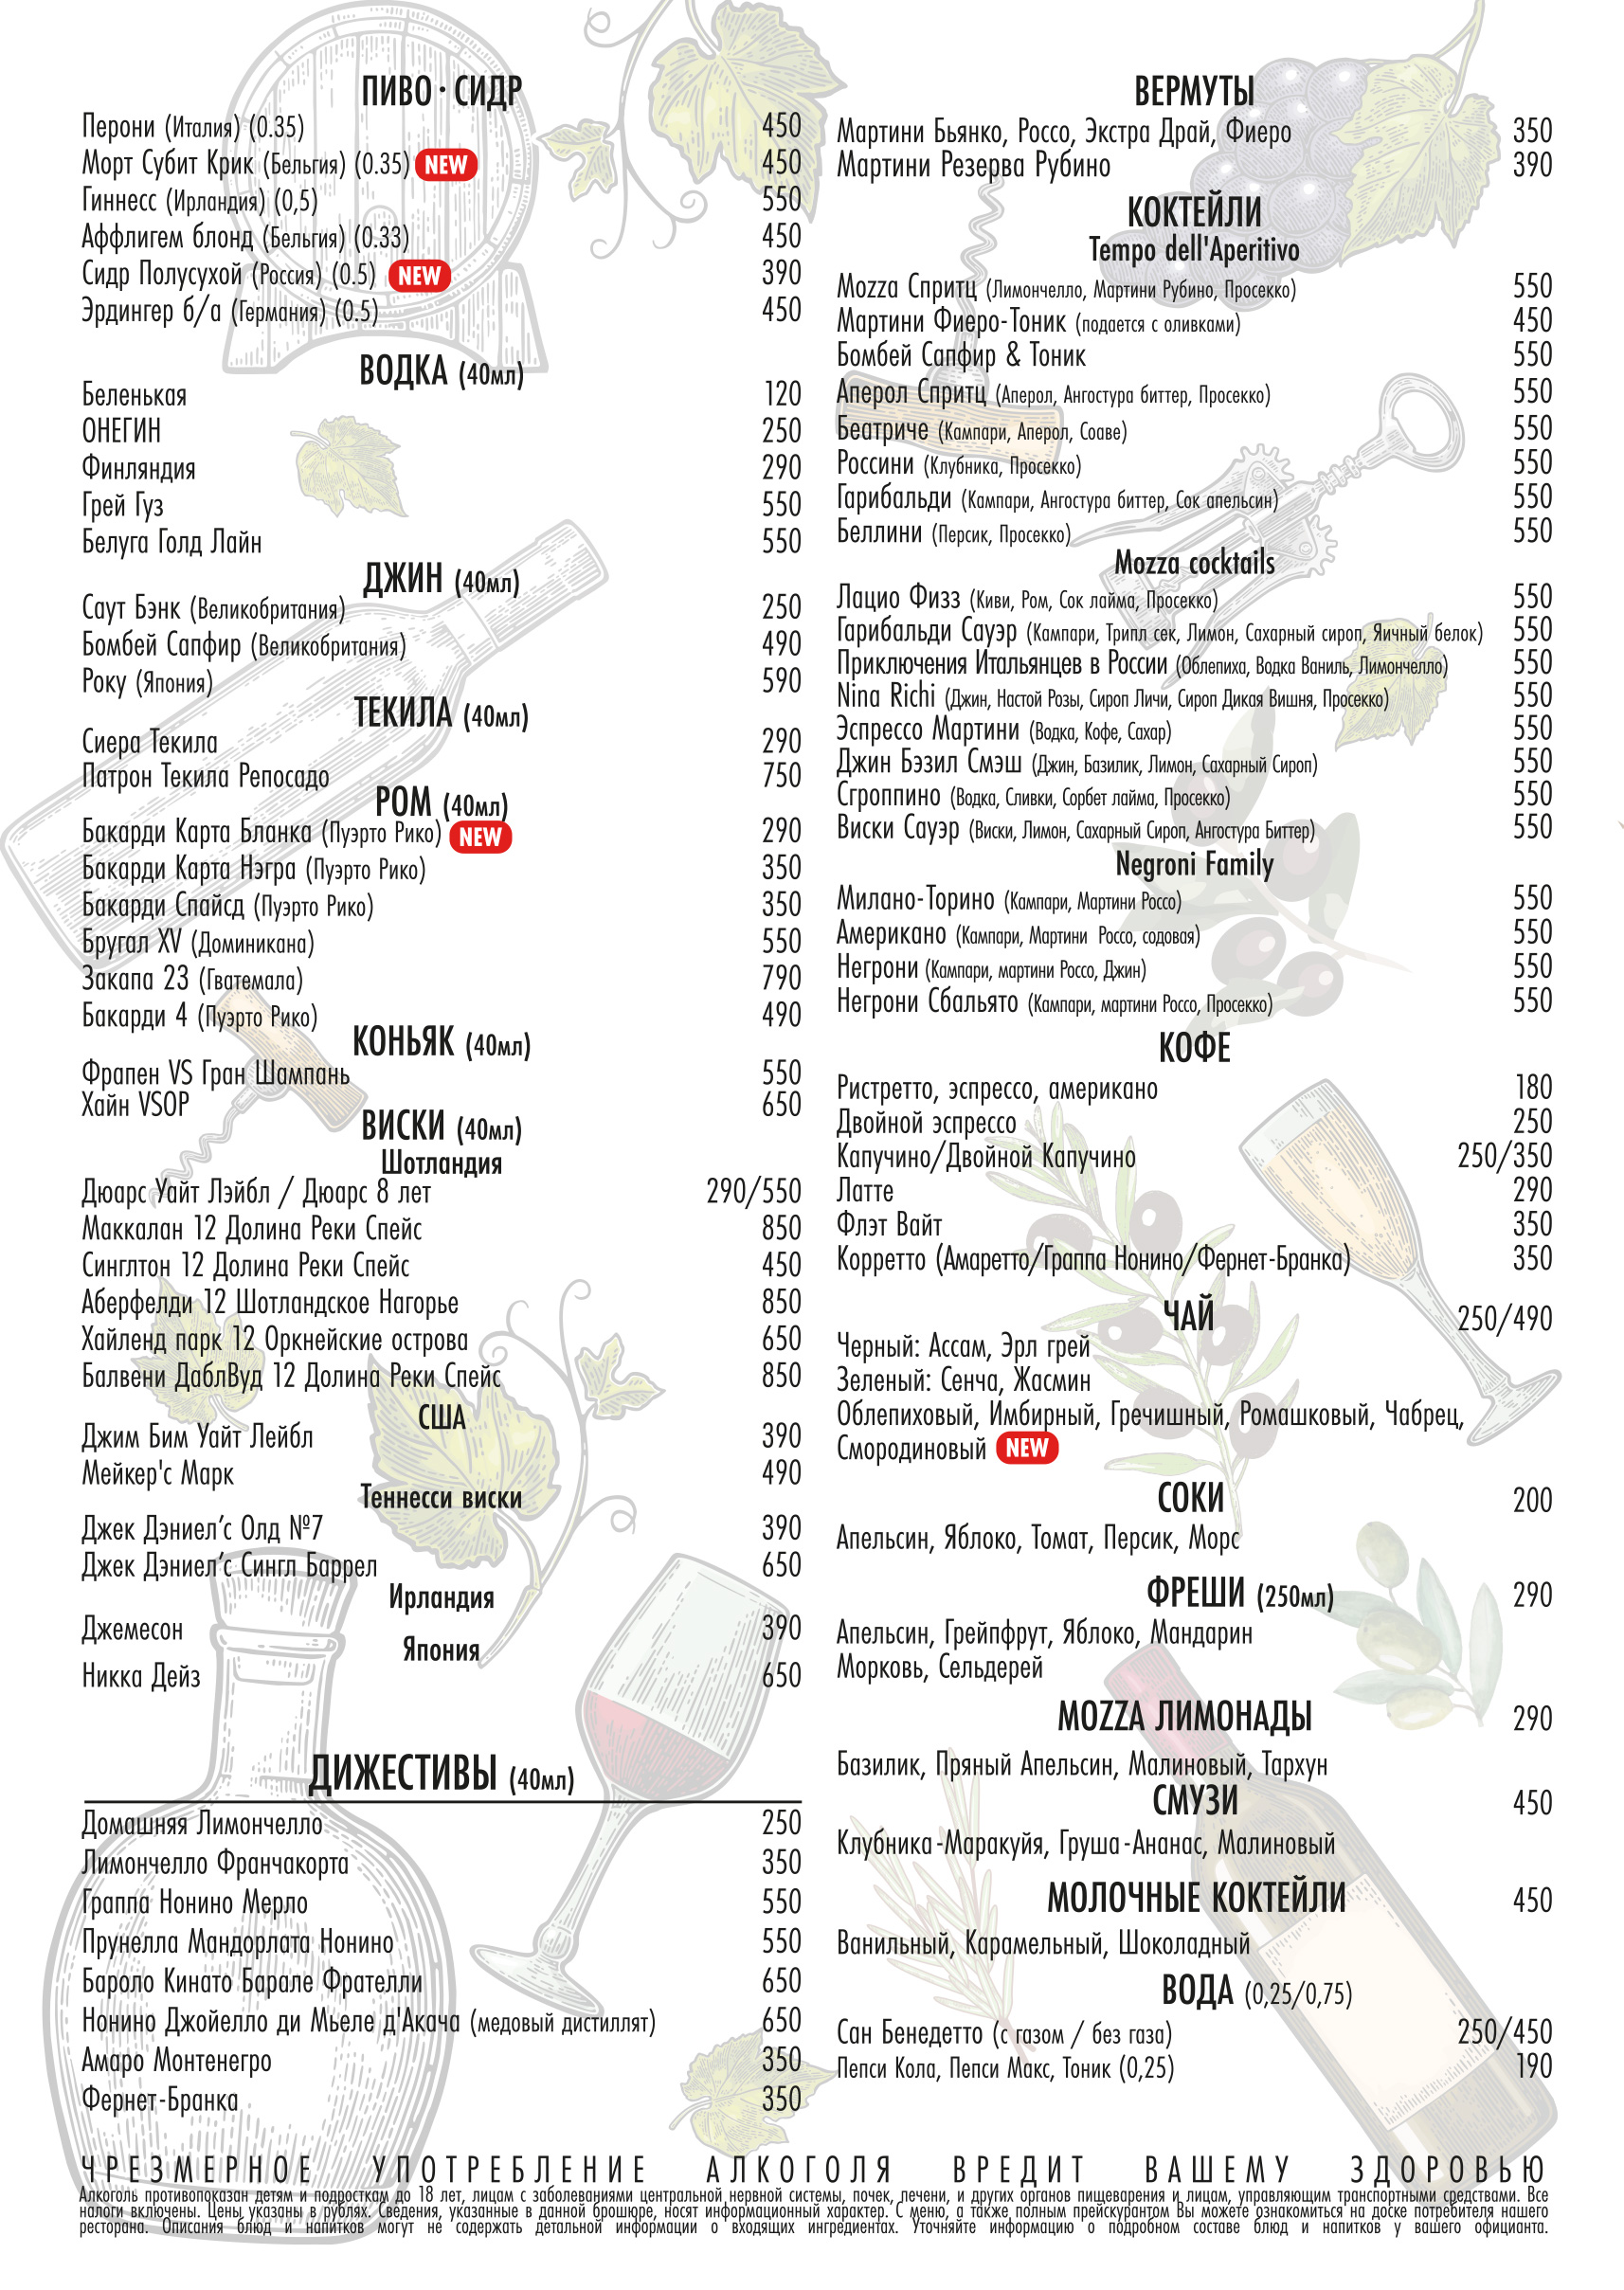 ПИВО · СИДР
Перони (Италия) (0.35) 450
Морт Субит Крик (Бельгия) (0.35) NEW 450
Гиннесс (Ирландия) (0,5) 550
Аффлигем блонд (Бельгия) (0.33) 450
Сидр Полусухой (Россия) (0.5) NEW 390
Эрдингер б/а (Германия) (0.5) 450
ВОДКА (40мл)
Беленькая 120
ОНЕГИН 250
Финляндия 290
Грей Гуз 550
Белуга Голд Лайн 550
ДЖИН (40мл)
Саут Бэнк (Великобритания) 250
Бомбей Сапфир (Великобритания) 490
Року (Япония) 590
ТЕКИЛА (40мл)
Сиера Текила 290
Патрон Текила Репосадо 750
РОМ (40мл)
Бакарди Карта Бланка (Пуэрто Рико) NEW 290
Бакарди Карта Нэгра (Пуэрто Рико) 350
Бакарди Спайсд (Пуэрто Рико) 350
Бругал XV (Доминикана) 550
Закапа 23 (Гватемала) 790
Бакарди 4 (Пуэрто Рико) 490
КОНЬЯК (40мл)
Фрапен VS Гран Шампань 550
Хайн VSOP 650
ВИСКИ (40мл)
Шотландия
Дюарс Уайт Лэйбл / Дюарс 8 лет 290/550
Маккалан 12 Долина Реки Спейс 850
Синглтон 12 Долина Реки Спейс 450
Аберфелди 12 Шотландское Нагорье 850
Хайленд парк 12 Оркнейские острова 650
Балвени ДаблВуд 12 Долина Реки Спейс 850
США
Джим Бим Уайт Лейбл 390
Мейкер'с Марк 490
Теннесси виски
Джек Дэниел’с Олд №7 390
Джек Дэниел’с Сингл Баррел 650
Ирландия
Джемесон 390
Япония
Никка Дейз 650
ДИЖЕСТИВЫ (40мл)
Домашняя Лимончелло 250
Лимончелло Франчакорта 350
Граппа Нонино Мерло 550
Прунелла Мандорлата Нонино 550
Бароло Кинато Барале Фрателли 650
Нонино Джойелло ди Мьеле д'Акача (медовый дистиллят) 650
Амаро Монтенегро 350
Фернет-Бранка 350
ВЕРМУТЫ
Мартини Бьянко, Россо, Экстра Драй, Фиеро 350
Мартини Резерва Рубино 390
КОКТЕЙЛИ
Tempo dell'Aperitivo
Mozza Спритц (Лимончелло, Мартини Рубино, Просекко) 550
Мартини Фиеро-Тоник (подается с оливками) 450
Бомбей Сапфир & Тоник 550
Аперол Спритц (Аперол, Ангостура биттер, Просекко) 550
Беатриче (Кампари, Аперол, Соаве) 550
Россини (Клубника, Просекко) 550
Гарибальди (Кампари, Ангостура биттер, Сок апельсин) 550
Беллини (Персик, Просекко) 550
Mozza cocktails
Лацио Физз (Киви, Ром, Сок лайма, Просекко) 550
Гарибальди Сауэр (Кампари, Трипл сек, Лимон, Сахарный сироп, Яичный белок) 550
Приключения Итальянцев в России (Облепиха, Водка Ваниль, Лимончелло) 550
Nina Richi (Джин, Настой Розы, Сироп Личи, Сироп Дикая Вишня, Просекко) 550
Эспрессо Мартини (Водка, Кофе, Сахар) 550
Джин Бэзил Смэш (Джин, Базилик, Лимон, Сахарный Сироп) 550
Сгроппино (Водка, Сливки, Сорбет лайма, Просекко) 550
Виски Сауэр (Виски, Лимон, Сахарный Сироп, Ангостура Биттер) 550
Negroni Family
Милано-Торино (Кампари, Мартини Россо) 550
Американо (Кампари, Мартини Россо, содовая) 550
Негрони (Кампари, мартини Россо, Джин) 550
Негрони Сбальято (Кампари, мартини Россо, Просекко) 550
КОФЕ
Ристретто, эспрессо, американо 180
Двойной эспрессо 250
Капучино/Двойной Капучино 250/350
Латте 290
Флэт Вайт 350
Корретто (Амаретто/Граппа Нонино/Фернет-Бранка) 350
ЧАЙ 250/490
Черный: Ассам, Эрл грей
Зеленый: Сенча, Жасмин
Облепиховый, Имбирный, Гречишный, Ромашковый, Чабрец,
Смородиновый NEW
СОКИ 200
Апельсин, Яблоко, Томат, Персик, Морс
ФРЕШИ (250мл) 290
Апельсин, Грейпфрут, Яблоко, Мандарин
Морковь, Сельдерей
MOZZA ЛИМОНАДЫ 290
Базилик, Пряный Апельсин, Малиновый, Тархун
СМУЗИ 450
Клубника-Маракуйя, Груша-Ананас, Малиновый
МОЛОЧНЫЕ КОКТЕЙЛИ 450
Ванильный, Карамельный, Шоколадный
ВОДА (0,25/0,75)
Сан Бенедетто (с газом / без газа) 250/450
Пепси Кола, Пепси Макс, Тоник (0,25) 190
ЧРЕЗМЕРНОЕ УПОТРЕБЛЕНИЕ АЛКОГОЛЯ ВРЕДИТ ВАШЕМУ ЗДОРОВЬЮ
Алкоголь противопоказан детям и подросткам до 18 лет, лицам с заболеваниями центральной нервной системы, почек, печени, и других органов пищеварения и лицам, управляющим транспортными средствами. Все
налоги включены. Цены указаны в рублях. Сведения, указанные в данной брошюре, носят информационный характер. С меню, а также полным прейскурантом Вы можете ознакомиться на доске потребителя нашего
ресторана. Описания блюд и напитков могут не содержать детальной информации о входящих ингредиентах. Уточняйте информацию о подробном составе блюд и напитков у вашего официанта.